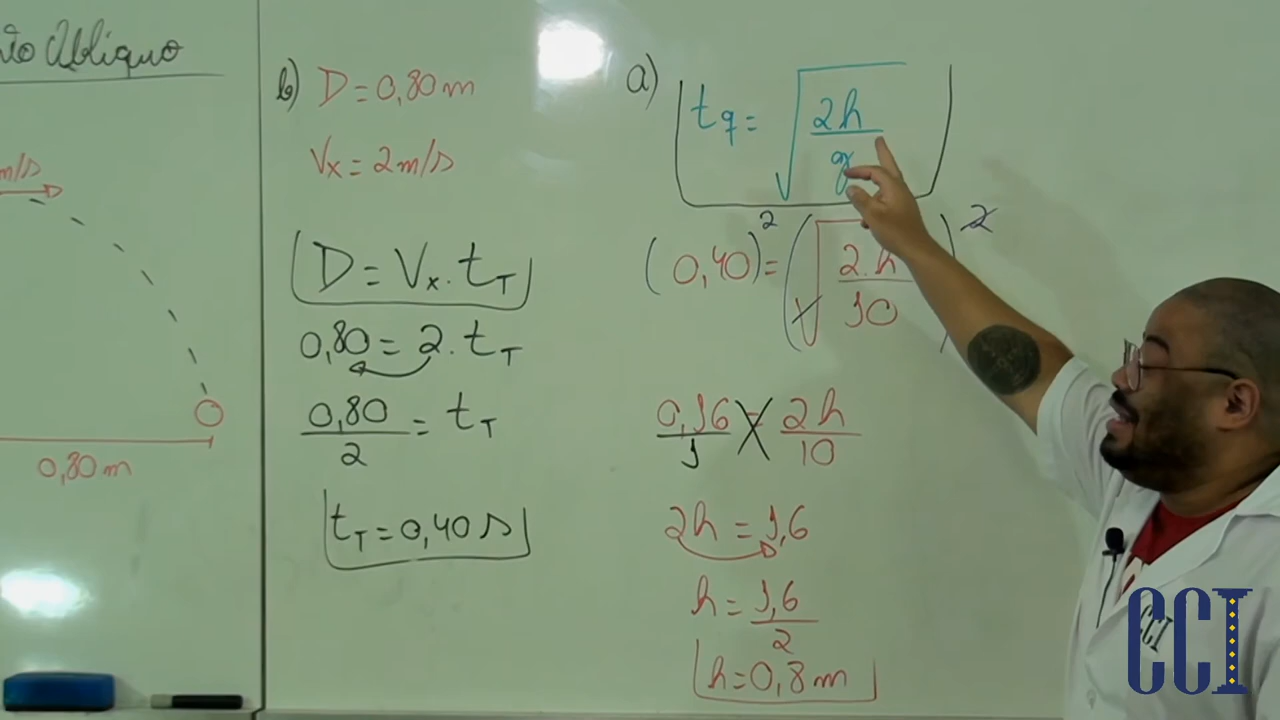 Oblíquo
m/s
0,80 m
b) D = 0,80 m
Vx = 2 m/s
D = Vx . tT
0,80 = 2 . tT
0,80/2 = tT
tT = 0,40 s
a) tq = √(2h/g)
(0,40)² = (√(2.h/10))²
0,16/1 = 2h/10
2h = 1,6
h = 1,6/2
h = 0,8 m
CCI
CCI